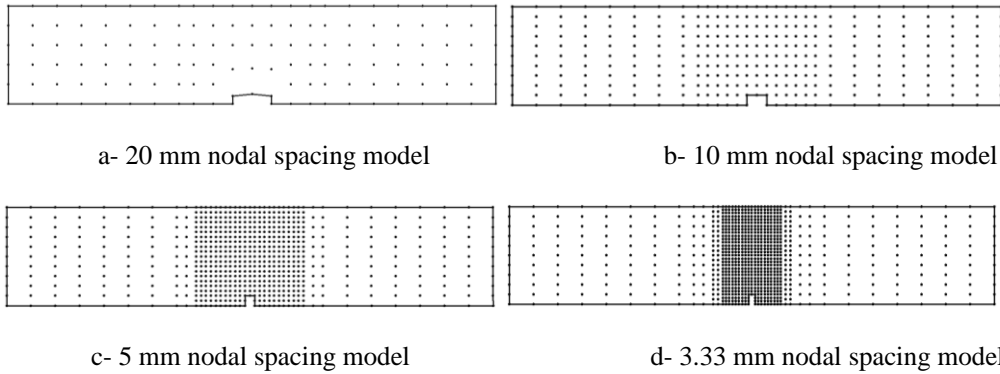 a- 20 mm nodal spacing model
b- 10 mm nodal spacing model
c- 5 mm nodal spacing model
d- 3.33 mm nodal spacing model